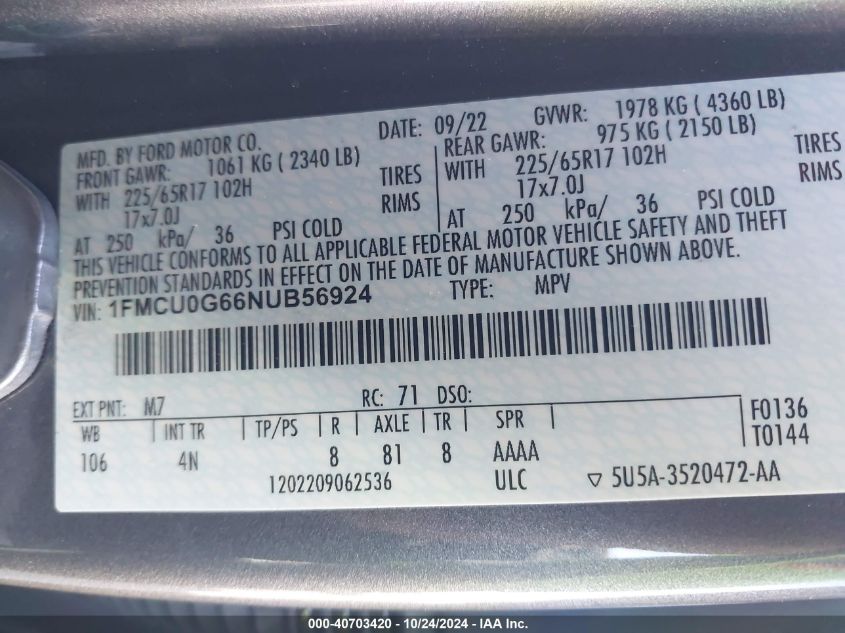 MFD. BY FORD MOTOR CO. DATE: 09/22 GVWR: 1978 KG ( 4360 LB)
FRONT GAWR: 1061 KG ( 2340 LB) REAR GAWR: 975 KG ( 2150 LB)
WITH 225/65R17 102H TIRES WITH 225/65R17 102H TIRES
17x7.0J RIMS 17x7.0J RIMS
AT 250 kPa/ 36 PSI COLD AT 250 kPa/ 36 PSI COLD
THIS VEHICLE CONFORMS TO ALL APPLICABLE FEDERAL MOTOR VEHICLE SAFETY AND THEFT
PREVENTION STANDARDS IN EFFECT ON THE DATE OF MANUFACTURE SHOWN ABOVE.
VIN: 1FMCU0G66NUB56924 TYPE: MPV
EXT PNT: M7 RC: 71 DSO:
WB | INT TR | TP/PS | R | AXLE | TR | SPR | F0136
106 4N 8 81 8 AAAA T0144
1202209062536 ULC ▽ 5U5A-3520472-AA
000-40703420 - 10/24/2024 - IAA Inc.